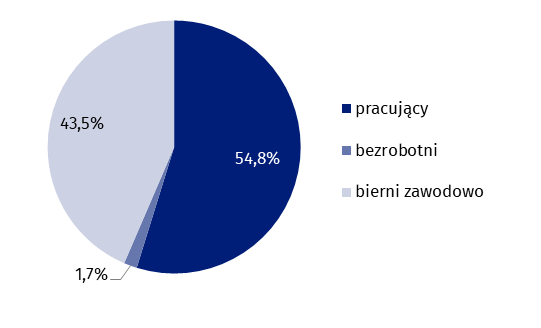 43,5%
54,8%
1,7%
pracujący
bezrobotni
bierni zawodowo